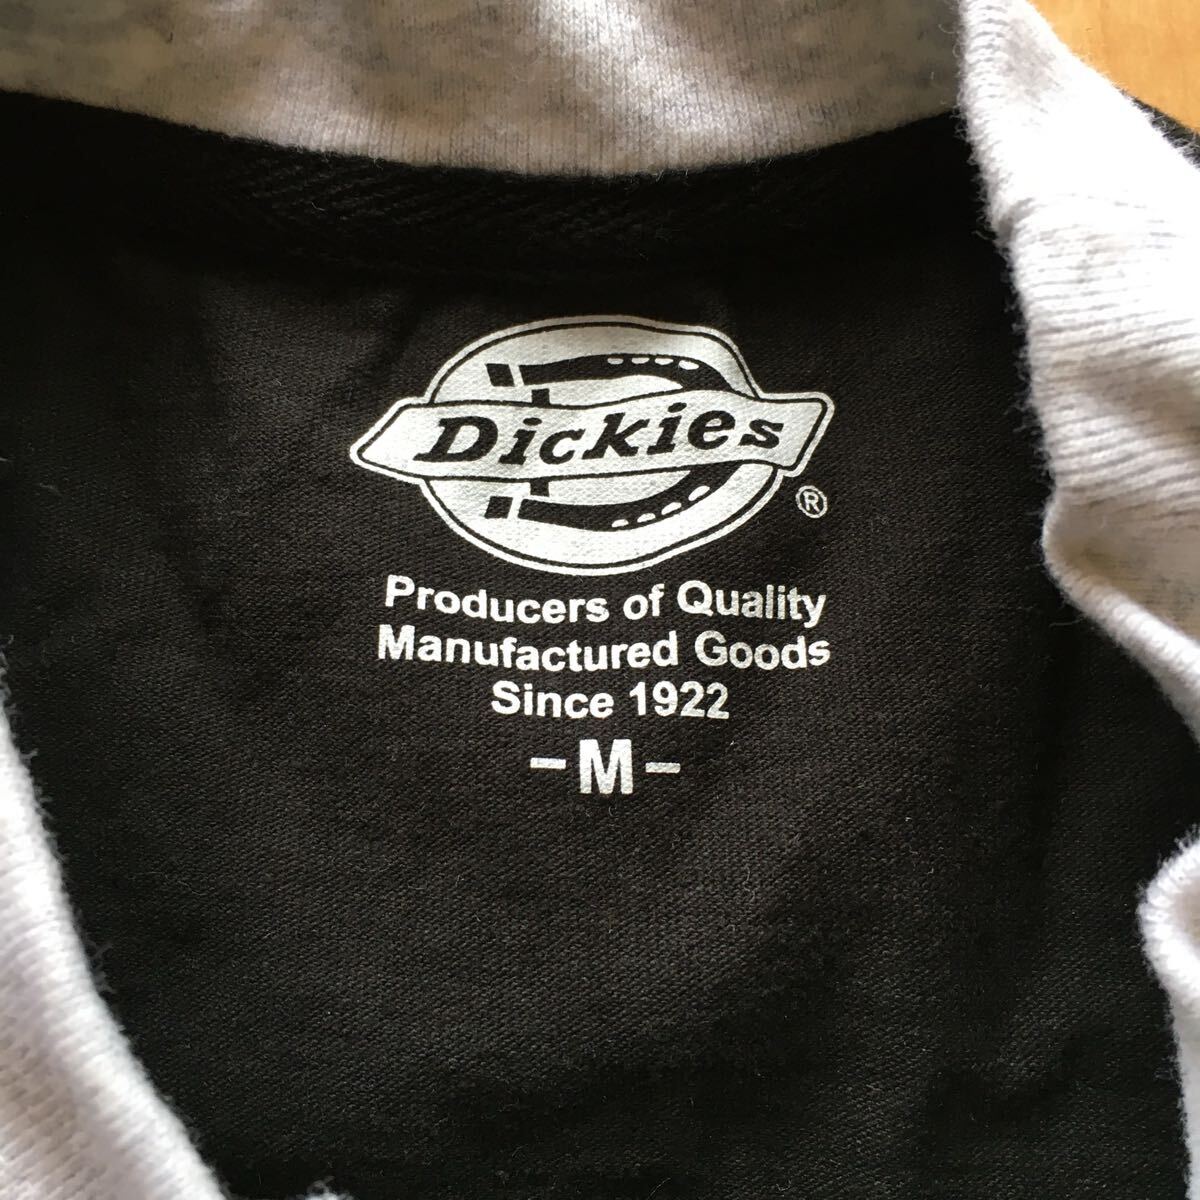 Dickies
®
Producers of Quality
Manufactured Goods
Since 1922
-M-